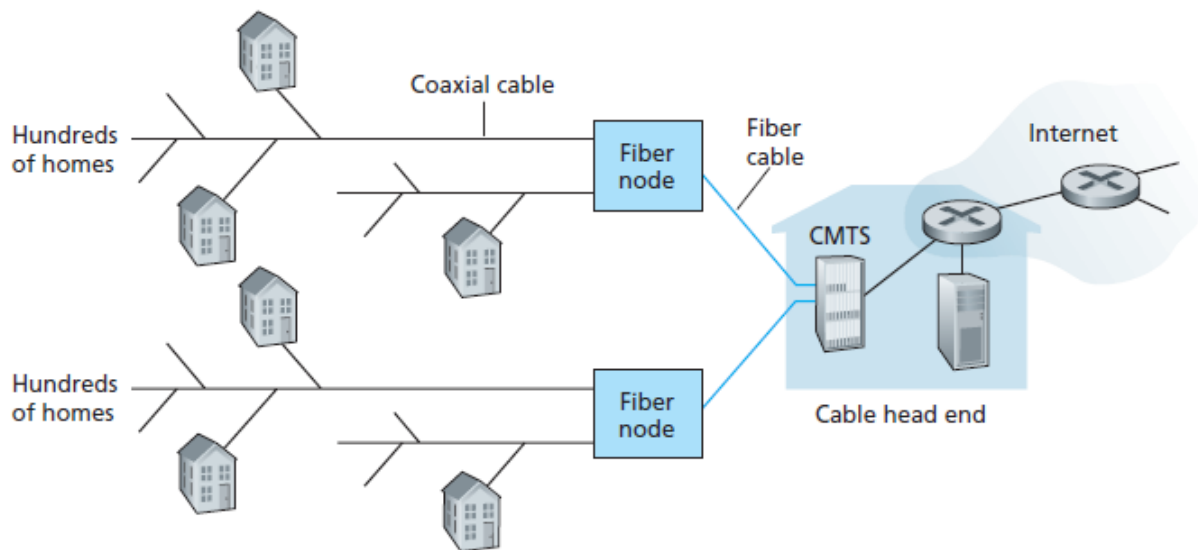 Coaxial cable
Hundreds
of homes
Fiber
node
Fiber
cable
Internet
CMTS
Hundreds
of homes
Fiber
node
Cable head end